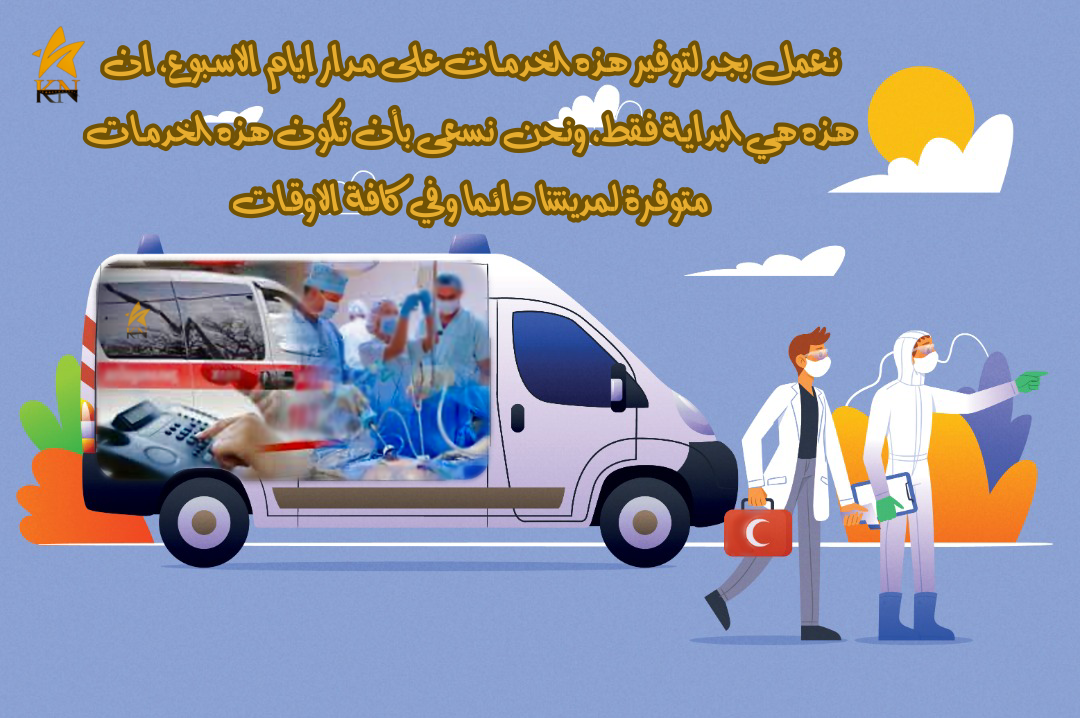 KN
نعمل بجد لتوفير هذه الخدمات على مدار ايام الاسبوع، ان
هذه هي البداية فقط، ونحن نسعى بأن تكون هذه الخدمات
متوفرة لمدينتنا دائما وفي كافة الاوقات